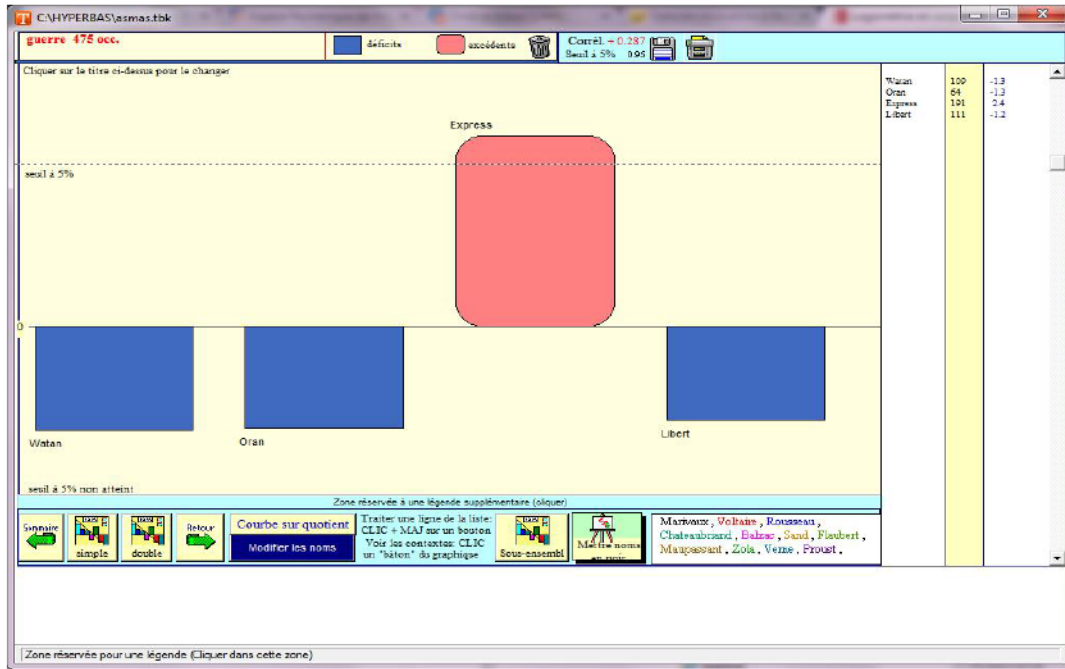 C:\HYPERBAS\asmas.tbk
guerre 475 occ.
déficits
excédents
Corrél. + 0.287
Seuil à 5% 0.95
Cliquer sur le titre ci-dessus pour le changer
Watan 109 -1.3
Oran 64 -1.3
Express 191 2.4
Libert 111 -1.2
Express
seuil à 5%
0
Watan
Oran
Libert
seuil à 5% non atteint
Zone réservée à une légende supplémentaire (cliquer)
Sommaire
simple
double
Retour
Courbe sur quotient
Modifier les noms
Traiter une ligne de la liste:
CLIC + MAJ sur un bouton
Voir les contextes: CLIC
un "bâton" du graphique
Sous-ensembl
Mettre noms
en noir
Marivaux , Voltaire , Rousseau ,
Chateaubriand , Balzac , Sand , Flaubert ,
Maupassant , Zola , Verne , Proust .
Zone réservée pour une légende (Cliquer dans cette zone)